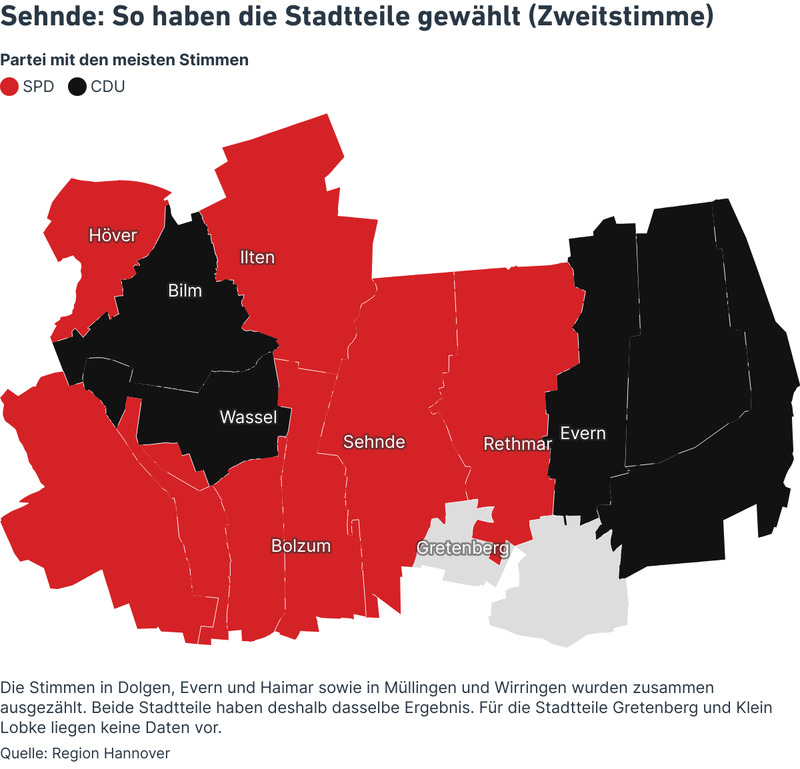 Sehnde: So haben die Stadtteile gewählt (Zweitstimme)
Partei mit den meisten Stimmen
SPD CDU
Höver
Ilten
Bilm
Wassel
Evern
Sehnde
Rethmar
Bolzum
Gretenberg
Die Stimmen in Dolgen, Evern und Haimar sowie in Müllingen und Wirringen wurden zusammen
ausgezählt. Beide Stadtteile haben deshalb dasselbe Ergebnis. Für die Stadtteile Gretenberg und Klein
Lobke liegen keine Daten vor.
Quelle: Region Hannover